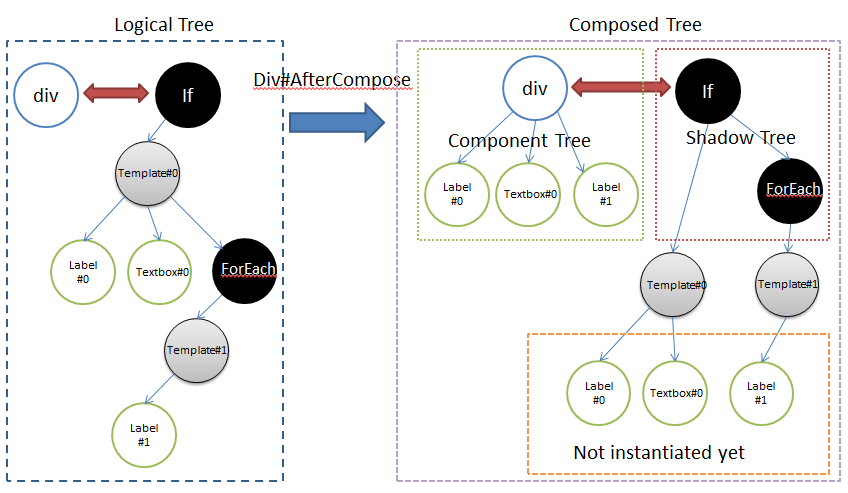 Logical Tree
div
If
Template#0
Label
#0
Textbox#0
ForEach
Template#1
Label
#1
Div#AfterCompose
Composed Tree
div
If
Component Tree
Shadow Tree
Label
#0
Textbox#0
Label
#1
ForEach
Template#0
Template#1
Label
#0
Textbox#0
Label
#1
Not instantiated yet